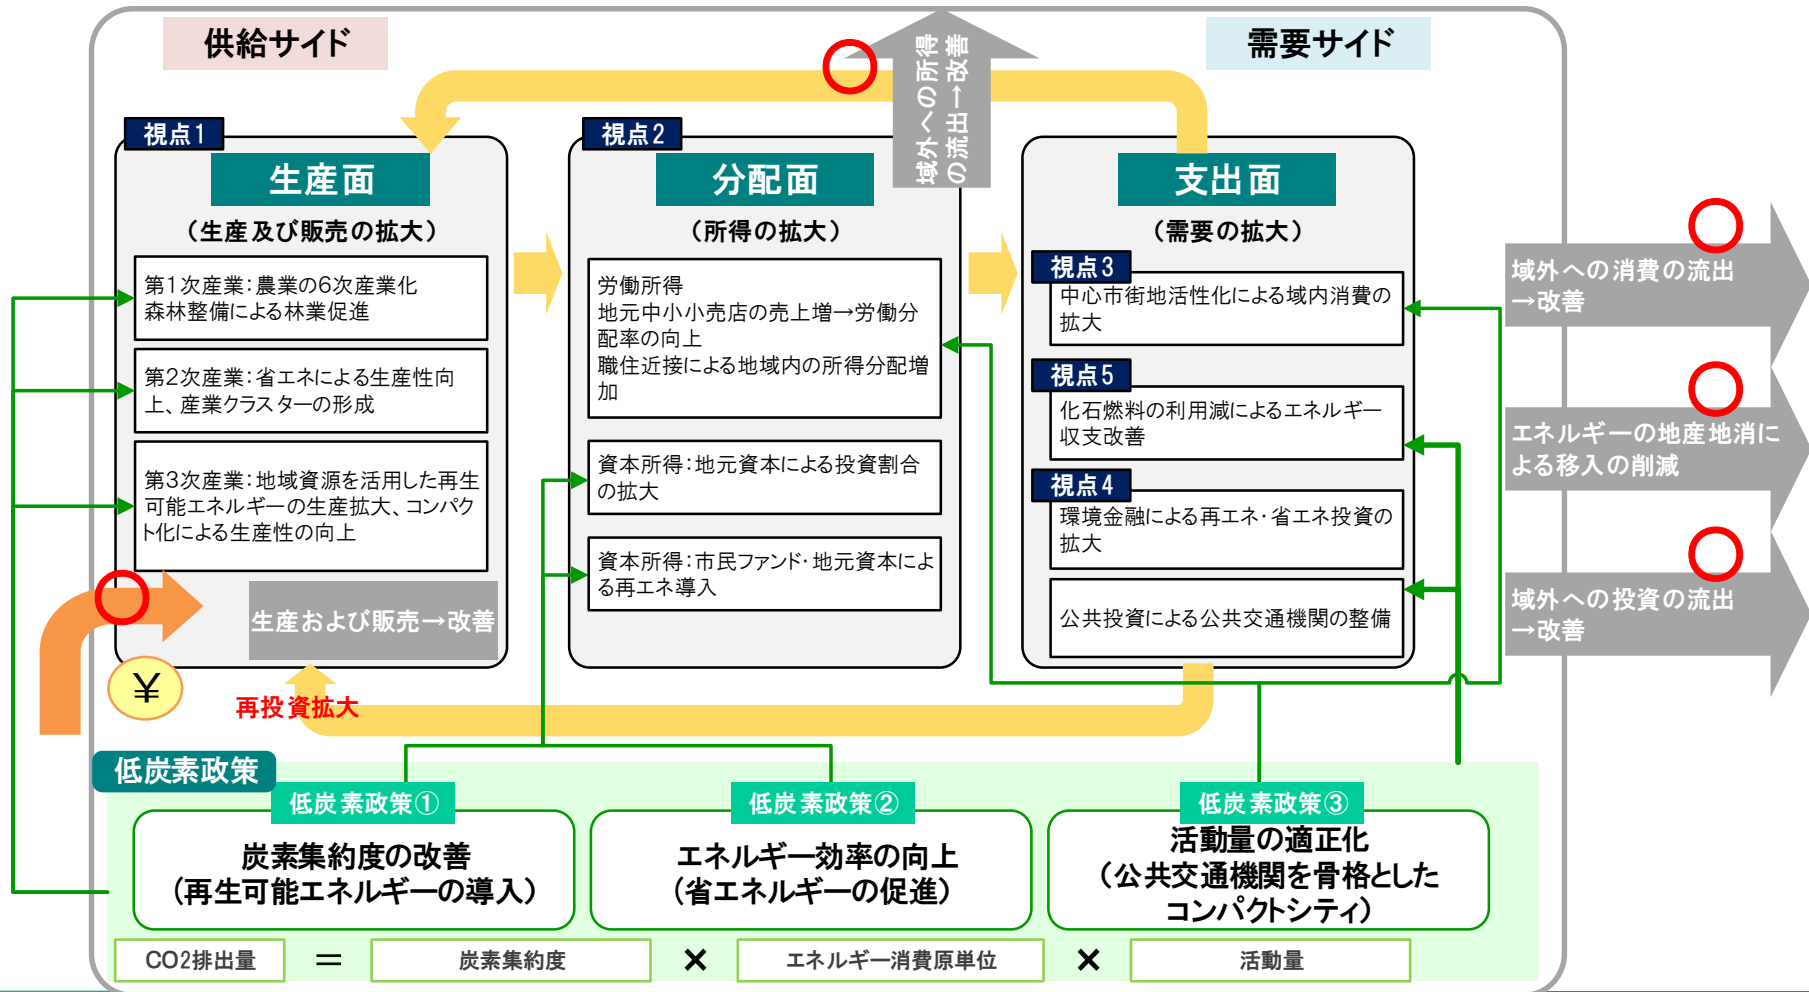 供給サイド
需要サイド
域外への所得
の流出→改善
視点1
生産面
（生産及び販売の拡大）
第1次産業：農業の6次産業化
森林整備による林業促進
第2次産業：省エネによる生産性向
上、産業クラスターの形成
第3次産業：地域資源を活用した再生
可能エネルギーの生産拡大、コンパク
ト化による生産性の向上
生産および販売→改善
¥
再投資拡大
視点2
分配面
（所得の拡大）
労働所得
地元中小小売店の売上増→労働分
配率の向上
職住近接による地域内の所得分配増
加
資本所得：地元資本による投資割合
の拡大
資本所得：市民ファンド・地元資本によ
る再エネ導入
支出面
（需要の拡大）
視点3
中心市街地活性化による域内消費の
拡大
視点5
化石燃料の利用減によるエネルギー
収支改善
視点4
環境金融による再エネ・省エネ投資の
拡大
公共投資による公共交通機関の整備
域外への消費の流出
→改善
エネルギーの地産地消に
よる移入の削減
域外への投資の流出
→改善
低炭素政策
低炭素政策①
炭素集約度の改善
（再生可能エネルギーの導入）
低炭素政策②
エネルギー効率の向上
（省エネルギーの促進）
低炭素政策③
活動量の適正化
（公共交通機関を骨格とした
コンパクトシティ）
CO2排出量 ＝ 炭素集約度 × エネルギー消費原単位 × 活動量